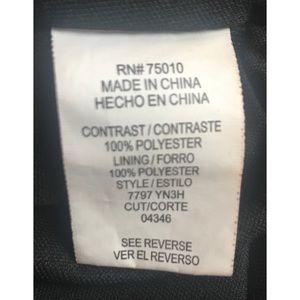 RN# 75010
MADE IN CHINA
HECHO EN CHINA
CONTRAST / CONTRASTE
100% POLYESTER
LINING / FORRO
100% POLYESTER
STYLE / ESTILO
7797 YN3H
CUT/CORTE
04346
SEE REVERSE
VER EL REVERSO